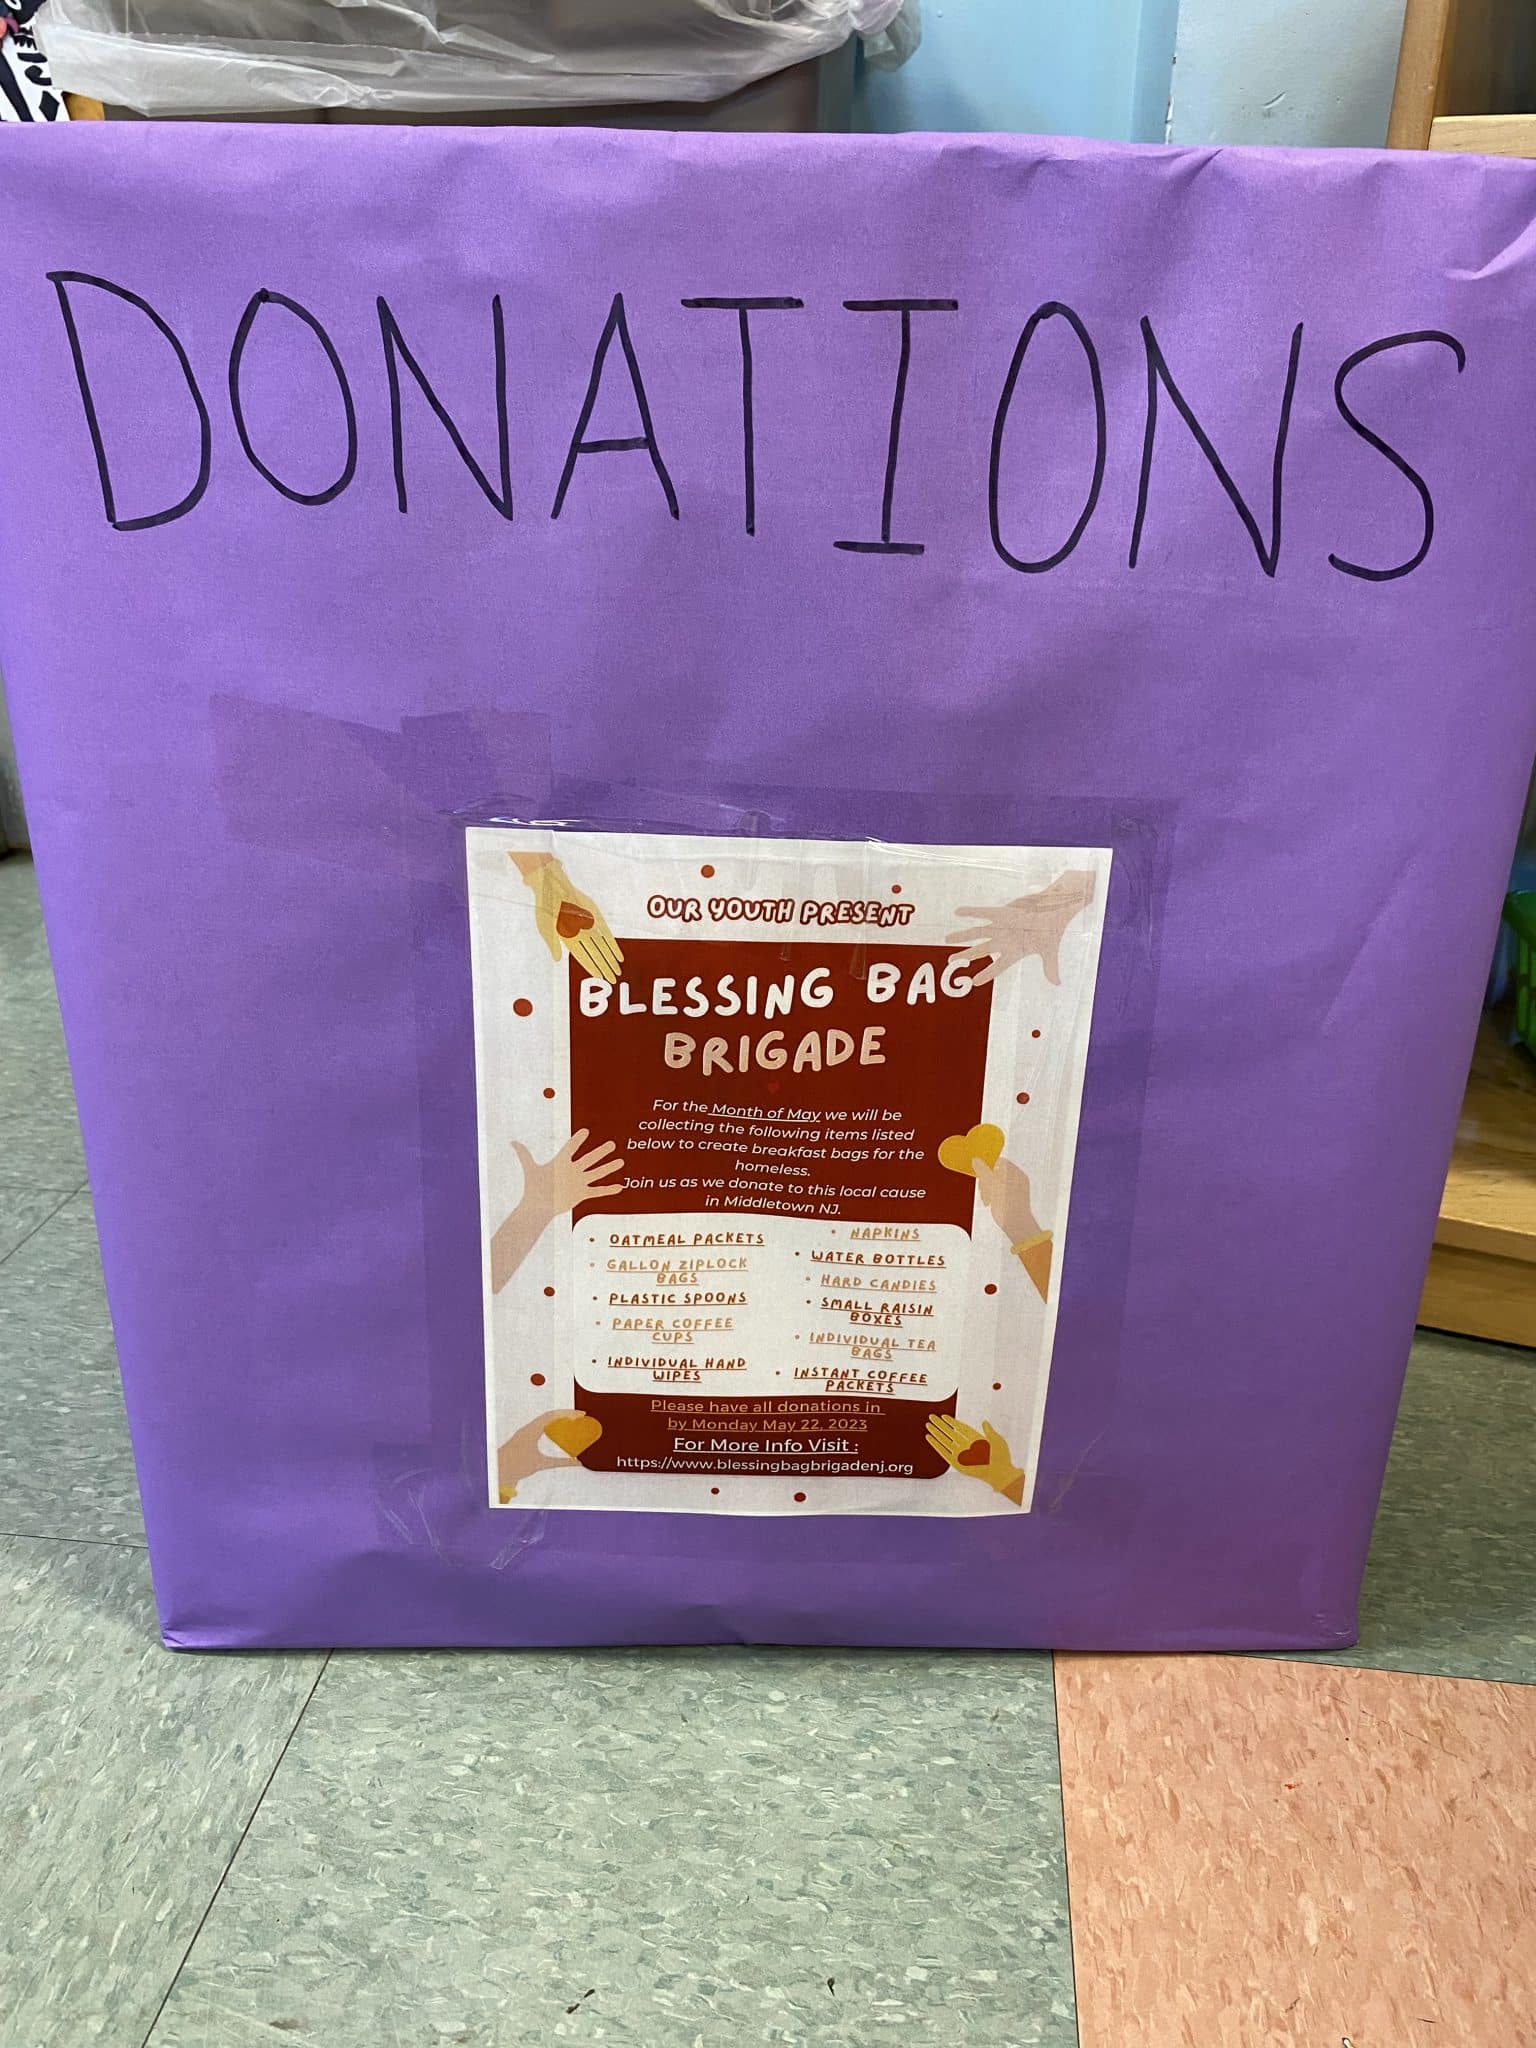 DONATIONS
OUR YOUTH PRESENT
BLESSING BAG
BRIGADE
For the Month of May we will be
collecting the following items listed
below to create breakfast bags for the
homeless.
Join us as we donate to this local cause
in Middletown NJ.
• OATMEAL PACKETS
• GALLON ZIPLOCK
BAGS
• PLASTIC SPOONS
• PAPER COFFEE
CUPS
• INDIVIDUAL HAND
WIPES
• NAPKINS
• WATER BOTTLES
• HARD CANDIES
• SMALL RAISIN
BOXES
• INDIVIDUAL TEA
BAGS
• INSTANT COFFEE
PACKETS
Please have all donations in
by Monday May 22, 2023
For More Info Visit :
https://www.blessingbagbrigadenj.org